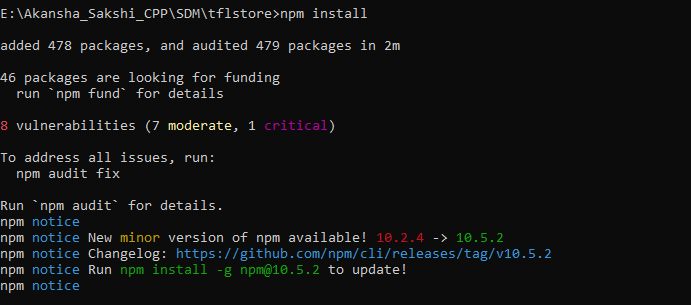 E:\Akansha_Sakshi_CPP\SDM\tflstore>npm install
added 478 packages, and audited 479 packages in 2m
46 packages are looking for funding
  run `npm fund` for details
8 vulnerabilities (7 moderate, 1 critical)
To address all issues, run:
  npm audit fix
Run `npm audit` for details.
npm notice
npm notice New minor version of npm available! 10.2.4 -> 10.5.2
npm notice Changelog: https://github.com/npm/cli/releases/tag/v10.5.2
npm notice Run npm install -g npm@10.5.2 to update!
npm notice